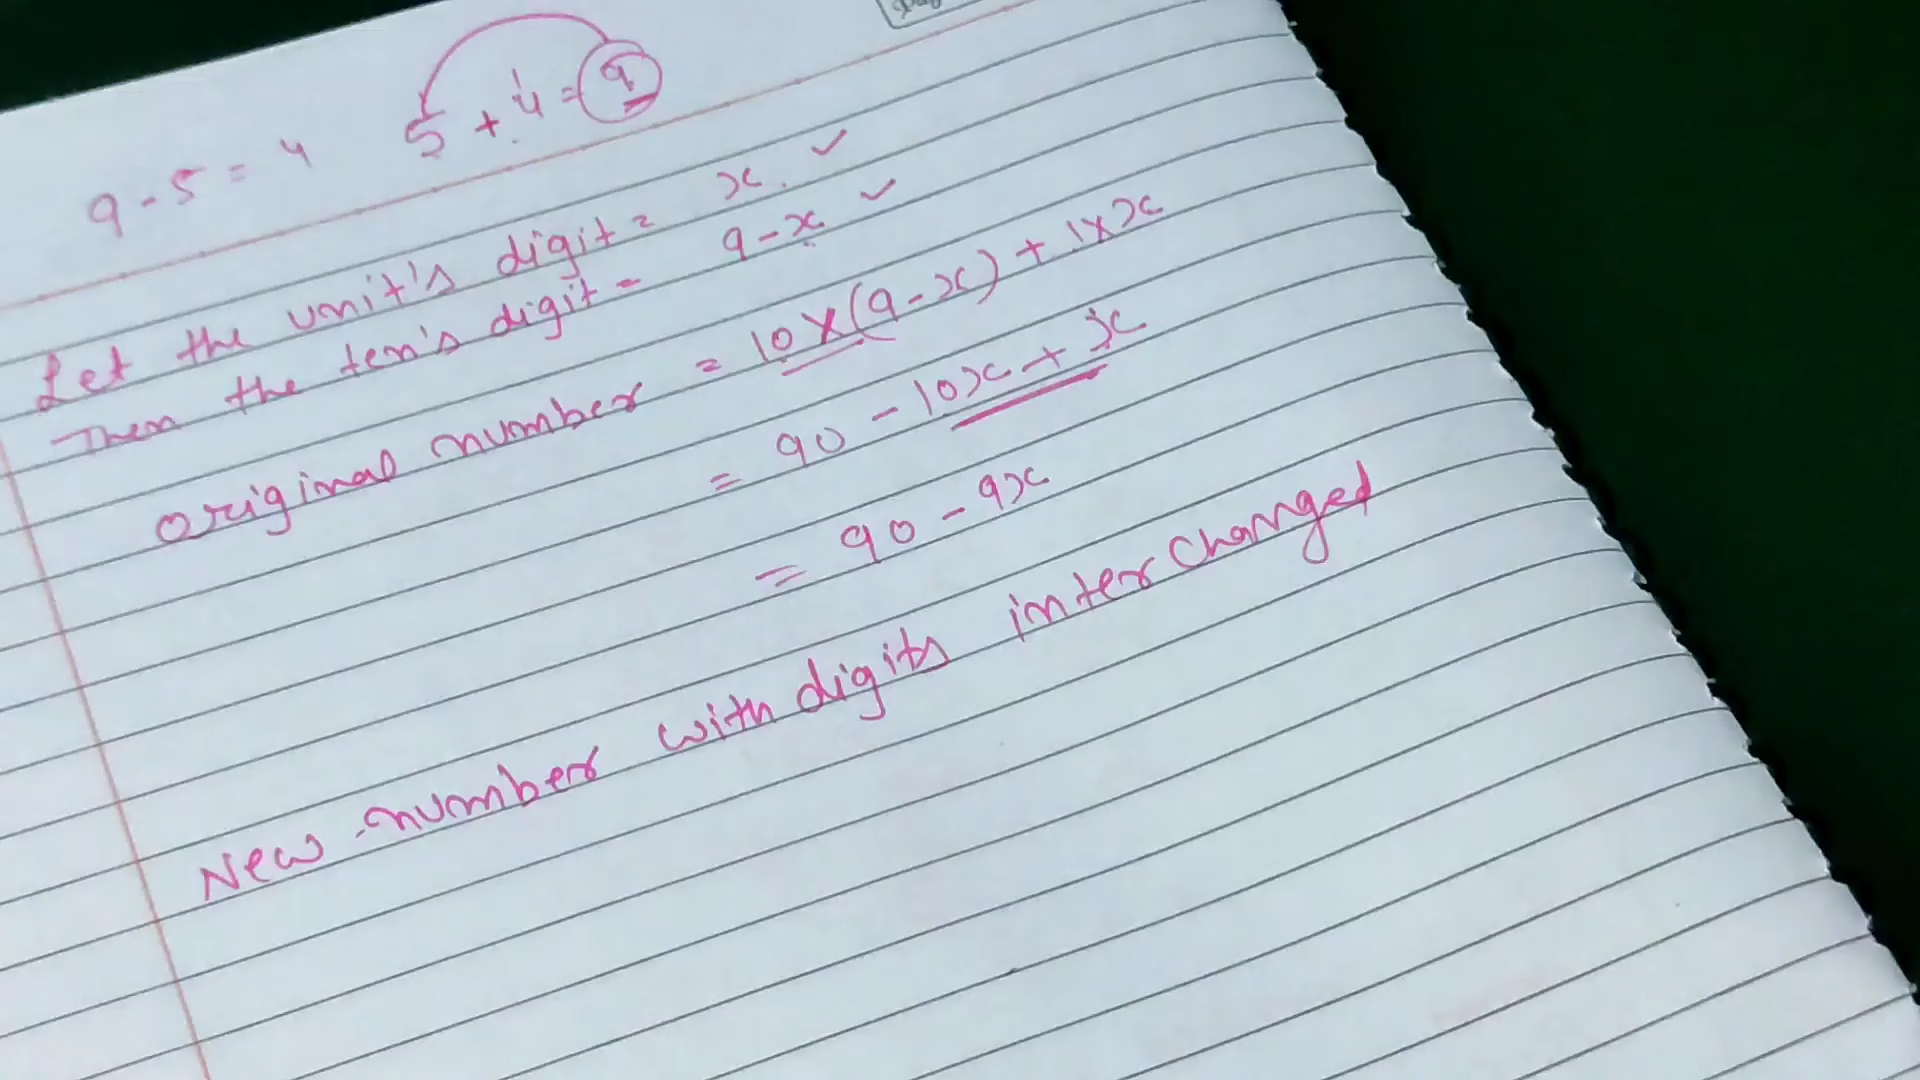 9 - 5 = 4 5 + 4 = 9
Let the unit's digit = x. ✓
Then the ten's digit = 9 - x ✓
original number = 10 X (9 - x) + 1 x x
= 90 - 10x + x
= 90 - 9x
New number with digits interchanged